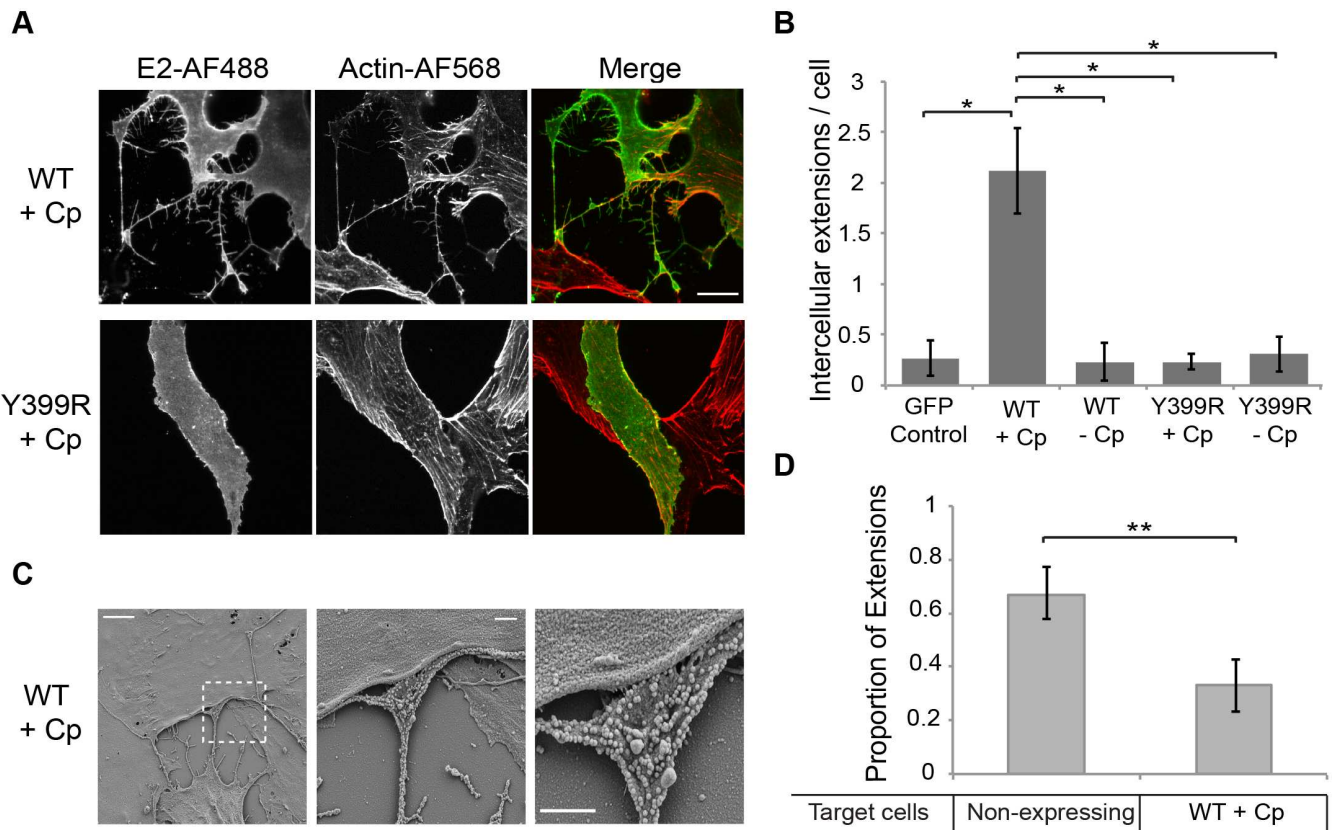 A
E2-AF488 Actin-AF568 Merge
WT
+ Cp
Y399R
+ Cp
B
Intercellular extensions / cell
3
2.5
2
1.5
1
0.5
0
*
*
*
*
GFP
Control
WT
+ Cp
WT
- Cp
Y399R
+ Cp
Y399R
- Cp
C
WT
+ Cp
D
Proportion of Extensions
1
0.8
0.6
0.4
0.2
0
**
Target cells Non-expressing WT + Cp